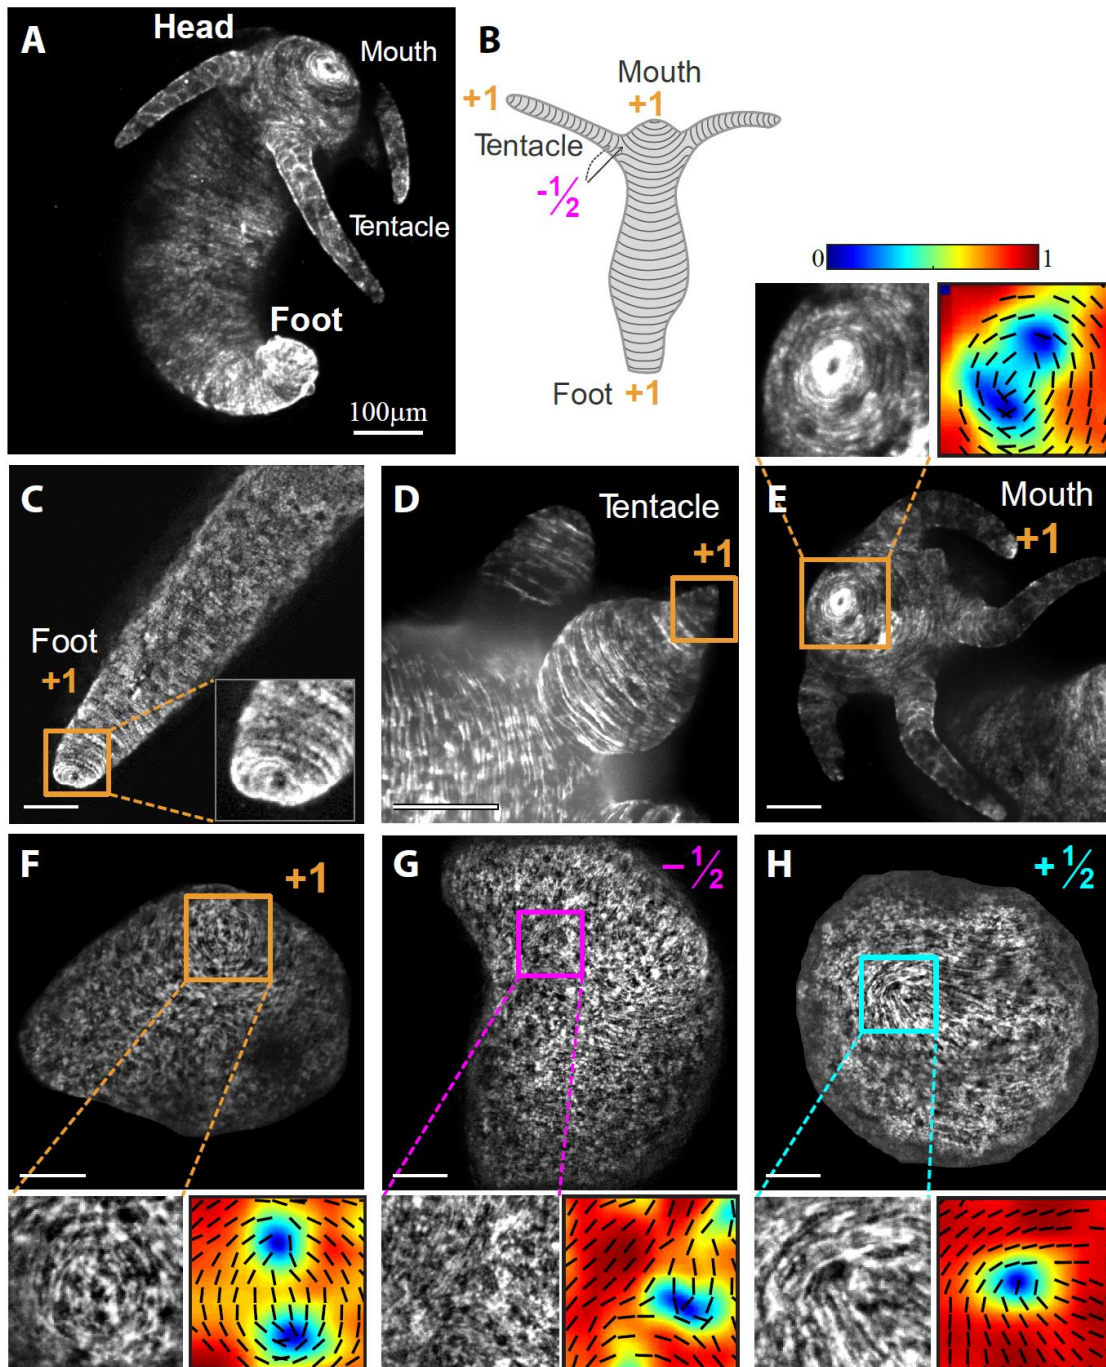 A
Head
Mouth
Tentacle
Foot
100μm
B
Mouth
+1
+1
Tentacle
-½
Foot +1
0
1
C
Foot
+1
D
Tentacle
+1
E
Mouth
+1
F
+1
G
-½
H
+½